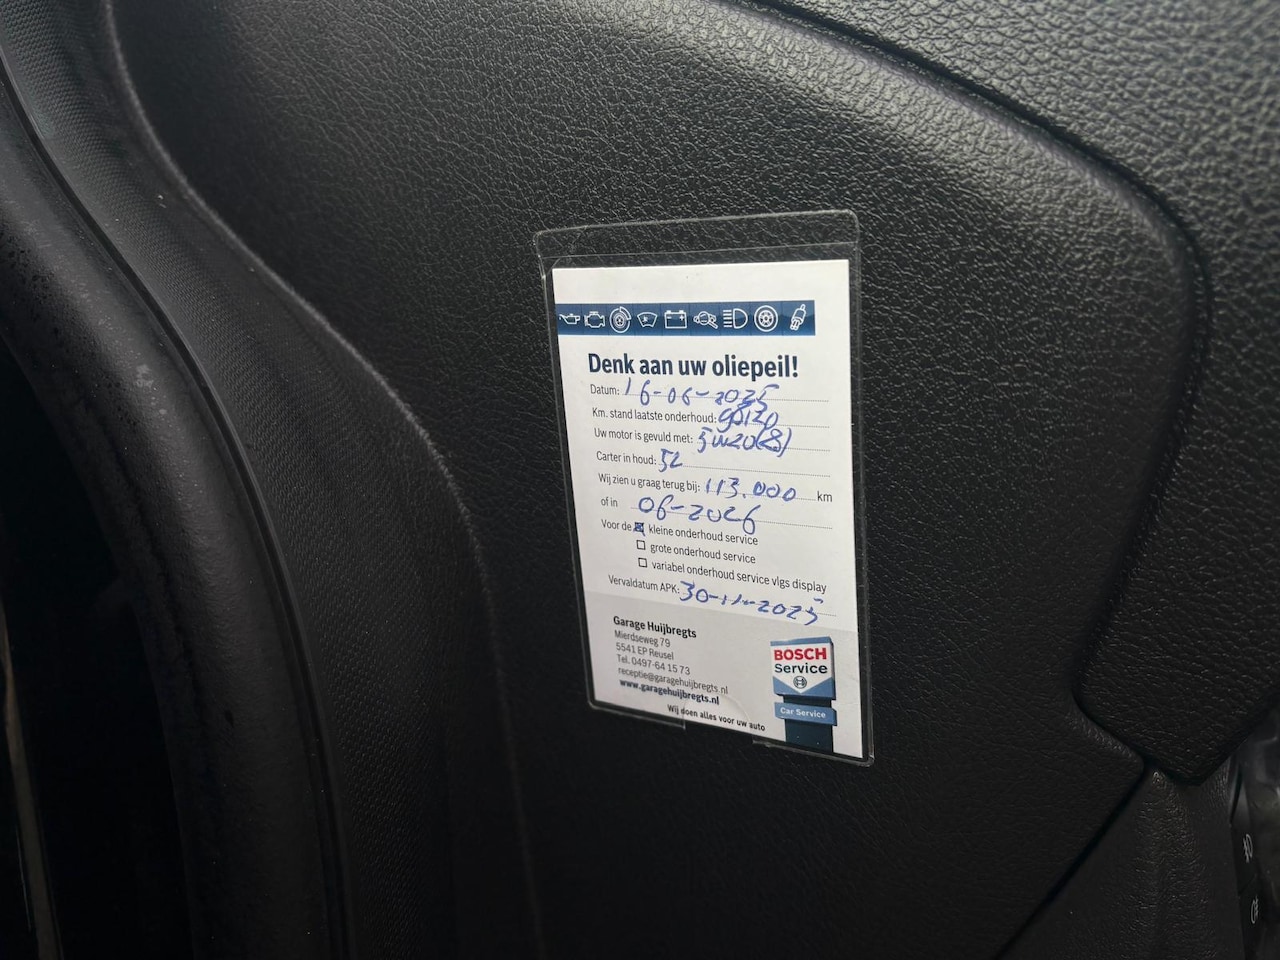 Denk aan uw oliepeil!
Datum: 16-06-2025
Km. stand laatste onderhoud: 98120
Uw motor is gevuld met: 5W20(8)
Carter in houd: 5L
Wij zien u graag terug bij: 113.000 km
of in 06-2026
Voor de kleine onderhoud service
grote onderhoud service
variabel onderhoud service vlgs display
Vervaldatum APK: 30-11-2025
Garage Huijbregts
Mierdseweg 79
5541 EP Reusel
Tel. 0497-64 15 73
receptie@garagehuijbregts.nl
www.garagehuijbregts.nl
Wij doen alles voor uw auto
BOSCH
Service
Car Service